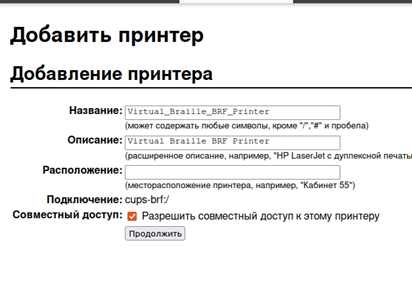 Добавить принтер
Добавление принтера
Название: Virtual_Braille_BRF_Printer
(может содержать любые символы, кроме "/","#" и пробела)
Описание: Virtual Braille BRF Printer
(расширенное описание, например, "HP LaserJet с дуплексной печать
Расположение:
(месторасположение принтера, например, "Кабинет 55")
Подключение: cups-brf:/
Совместный доступ: Разрешить совместный доступ к этому принтеру
Продолжить